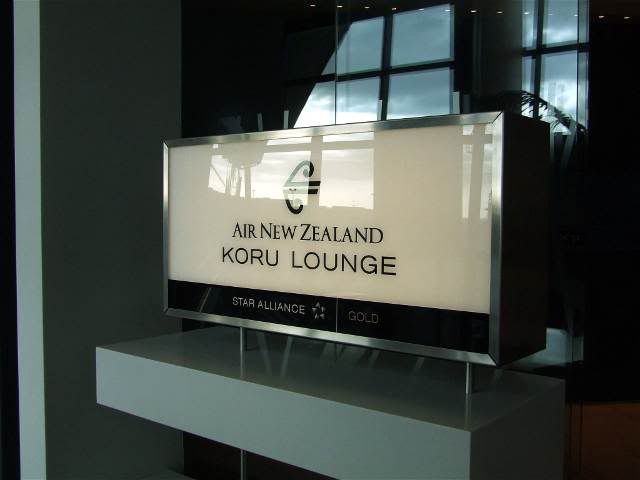 AIR NEW ZEALAND
KORU LOUNGE
STAR ALLIANCE GOLD